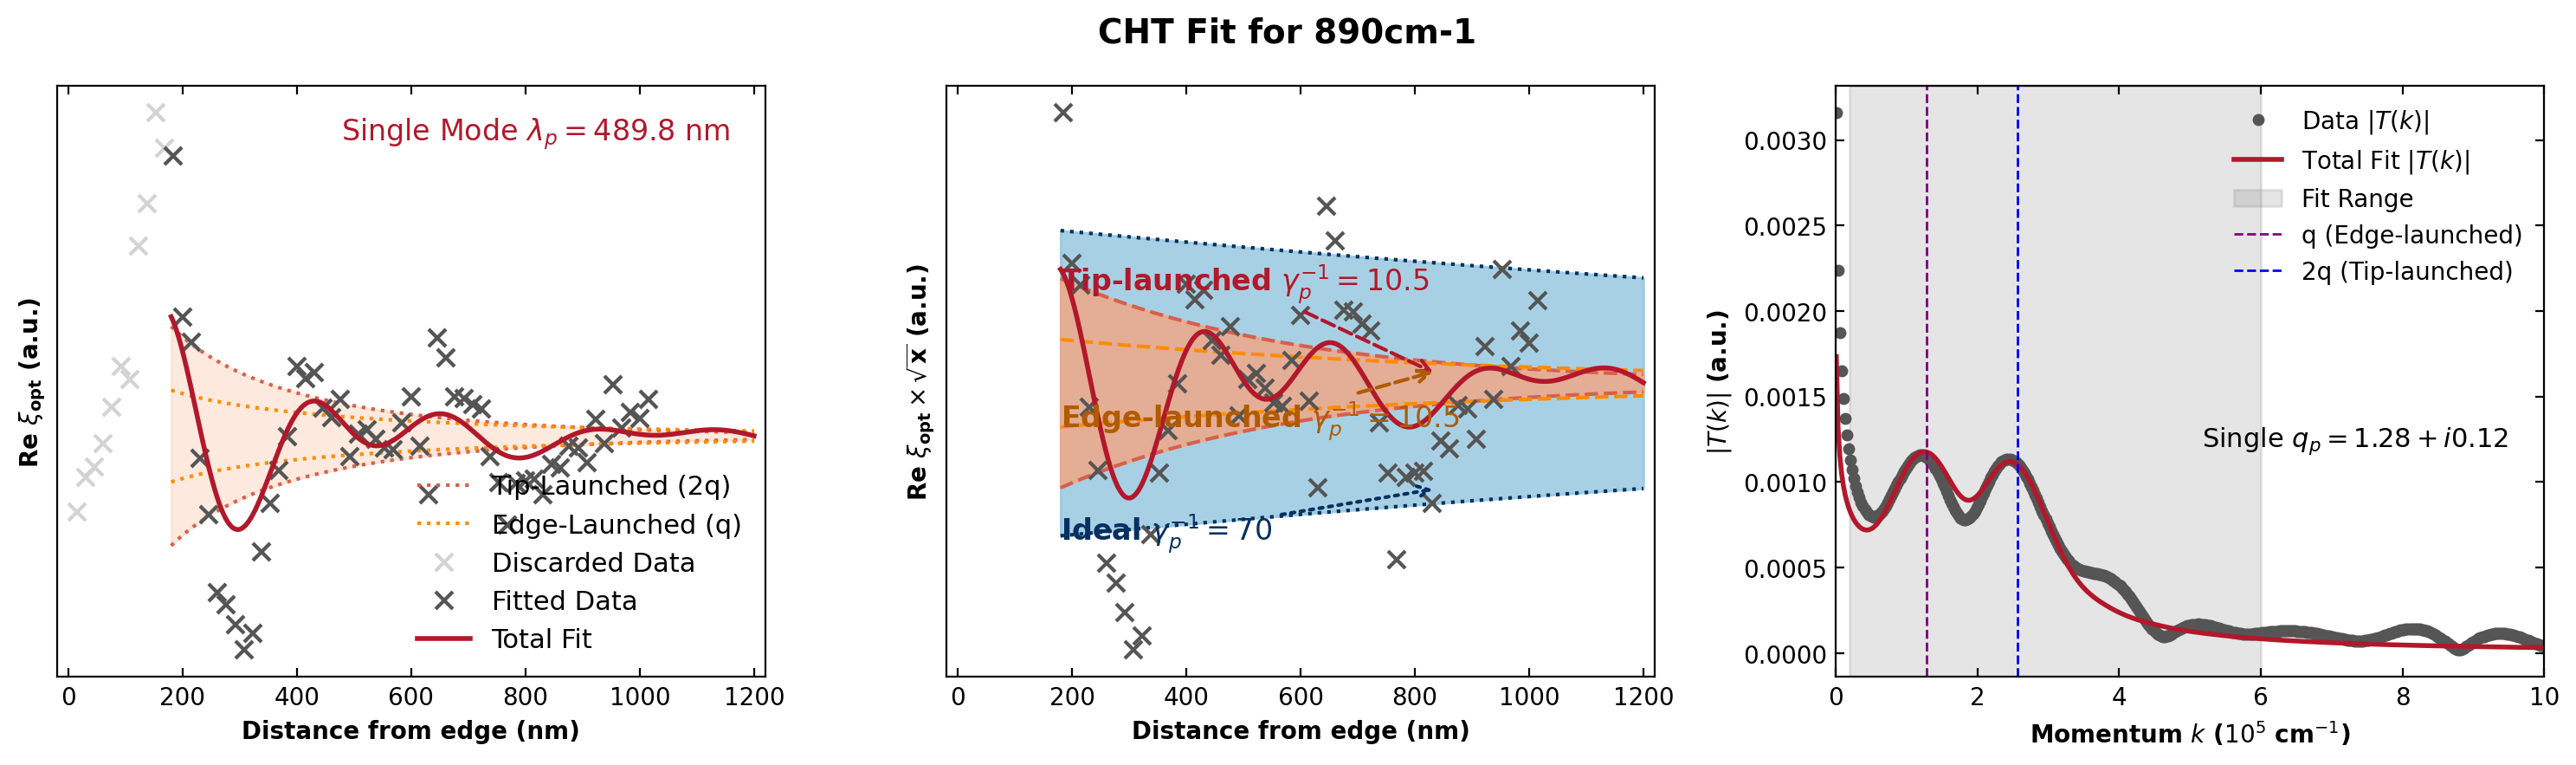 CHT Fit for 890cm-1
Re ξopt (a.u.)
Single Mode λp = 489.8 nm
Tip-Launched (2q)
Edge-Launched (q)
Discarded Data
Fitted Data
Total Fit
0 200 400 600 800 1000 1200
Distance from edge (nm)
Re ξopt × √x (a.u.)
Tip-launched γp⁻¹ = 10.5
Edge-launched γp⁻¹ = 10.5
Ideal γp⁻¹ = 70
0 200 400 600 800 1000 1200
Distance from edge (nm)
|T(k)| (a.u.)
0.0030
0.0025
0.0020
0.0015
0.0010
0.0005
0.0000
Data |T(k)|
Total Fit |T(k)|
Fit Range
q (Edge-launched)
2q (Tip-launched)
Single qp = 1.28 + i0.12
0 2 4 6 8 10
Momentum k (10⁵ cm⁻¹)